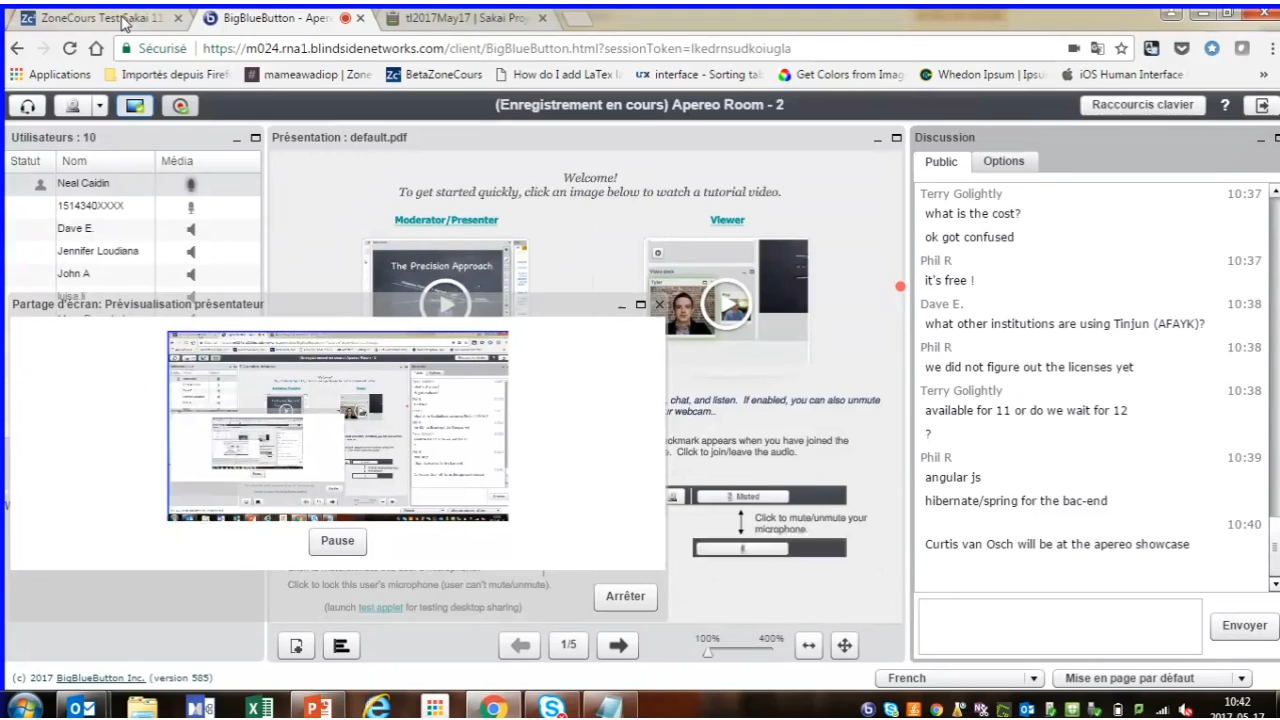 ZoneCours TestSakai 11
BigBlueButton - Apere
tl2017May17 | Sakai Pro
Sécurisé
https://m024.rna1.blindsidenetworks.com/client/BigBlueButton.html?sessionToken=lkedrnsudkoiugla
Applications
Importés depuis Firef
mameawadiop | Zone
BetaZoneCours
How do I add LaTex
interface - Sorting tab
Get Colors from Imag
Whedon Ipsum | Ipsu
iOS Human Interface
»
(Enregistrement en cours) Apereo Room - 2
Raccourcis clavier
?
Utilisateurs : 10
Statut
Nom
Média
Neal Caidin
1514340XXXX
Dave E.
Jennifer Loudiana
John A
luisa li
Présentation : default.pdf
Welcome!
To get started quickly, click an image below to watch a tutorial video.
Moderator/Presenter
Viewer
The Precision Approach
Partage d'écran: Prévisualisation présentateur
Pause
Arrêter
, chat, and listen. If enabled, you can also unmute
ur webcam..
eckmark appears when you have joined the
e. Click to join/leave the audio.
Muted
Click to mute/unmute your
microphone.
Click to lock this user's microphone (user can't mute/unmute).
(launch test applet for testing desktop sharing)
1/5
100%
400%
Discussion
Public
Options
Terry Golightly 10:37
what is the cost?
ok got confused
Phil R 10:37
it's free !
Dave E. 10:38
what other institutions are using Tinjun (AFAYK)?
Phil R 10:38
we did not figure out the licenses yet
Terry Golightly 10:38
available for 11 or do we wait for 12
?
Phil R 10:39
angular js
hibernate/spring for the bac-end
10:40
Curtis van Osch will be at the apereo showcase
Envoyer
(c) 2017 BigBlueButton Inc. (version 585)
French
Mise en page par défaut
10:42
2017-05-17